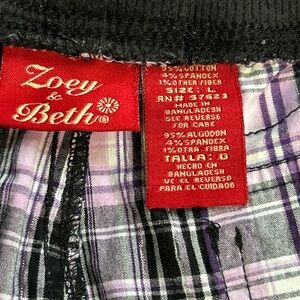 Zoey
&
Beth®
95% COTTON
4% SPANDEX
1% OTHER FIBER
SIZE: L
RN# 37623
MADE IN
BANGLADESH
SEE REVERSE
FOR CARE
95% ALGODON
4% SPANDEX
1% OTRA FIBRA
TALLA: G
HECHO EN
BANGLADESH
VE EL REVERSO
PARA EL CUIDADO